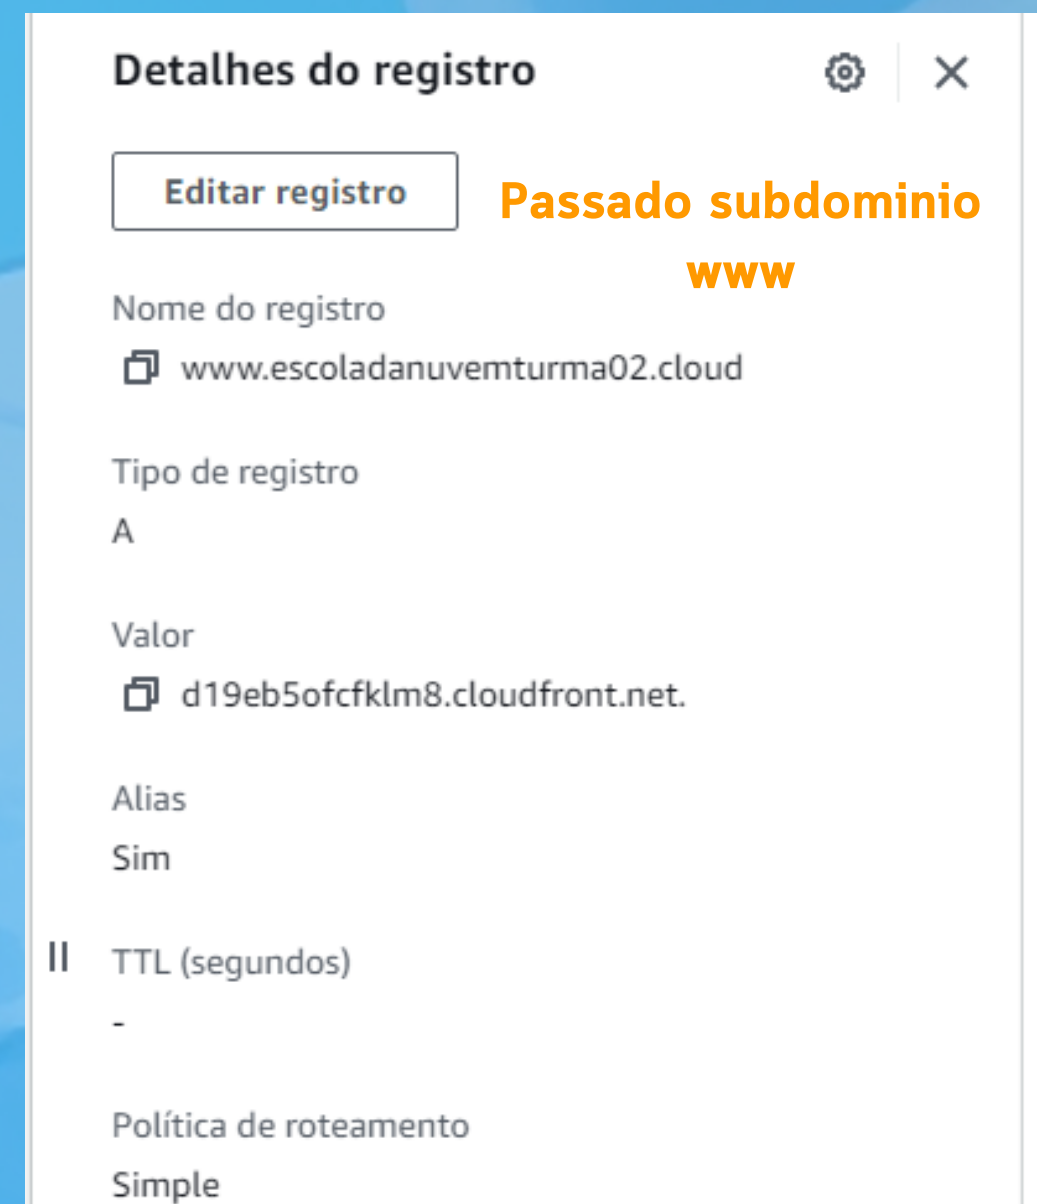 Detalhes do registro
Editar registro
Passado subdominio
www
Nome do registro
www.escoladanuvemturma02.cloud
Tipo de registro
A
Valor
d19eb5ofcfklm8.cloudfront.net.
Alias
Sim
TTL (segundos)
-
Política de roteamento
Simple